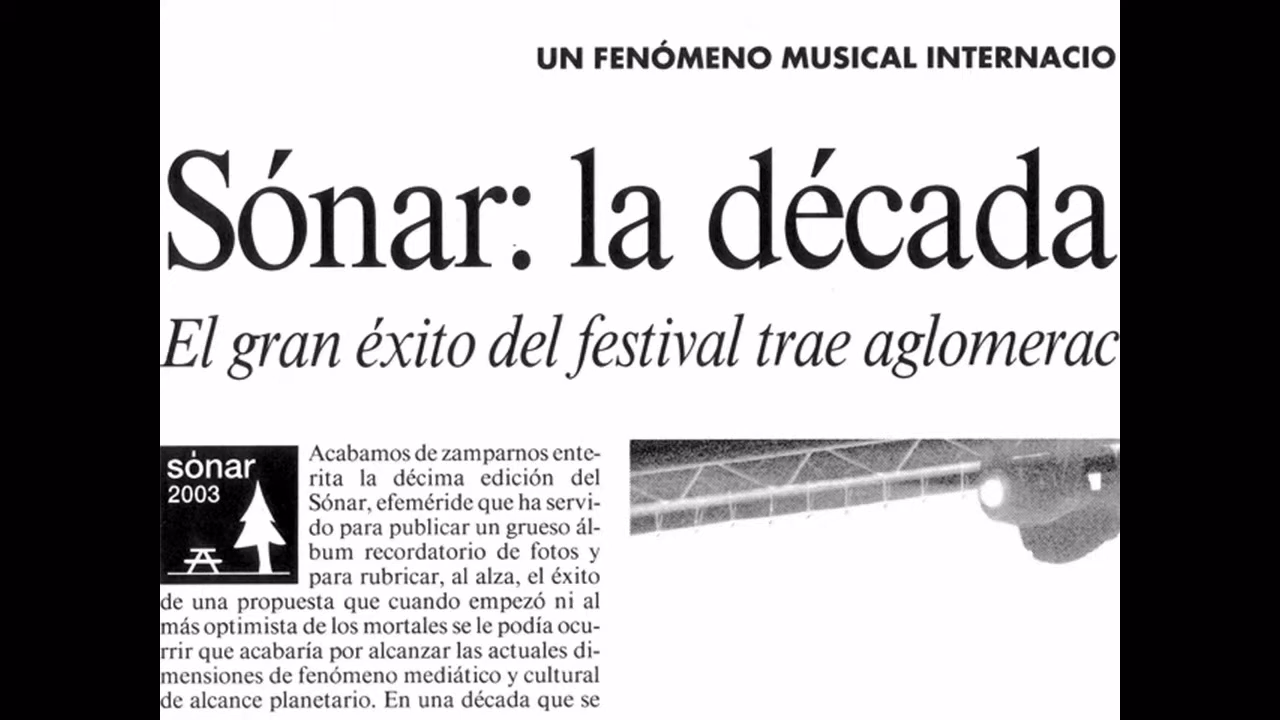 UN FENÓMENO MUSICAL INTERNACIO
Sónar: la década
El gran éxito del festival trae aglomerac
sónar
2003
Acabamos de zamparnos ente-
rita la décima edición del
Sónar, efeméride que ha servi-
do para publicar un grueso ál-
bum recordatorio de fotos y
para rubricar, al alza, el éxito
de una propuesta que cuando empezó ni al
más optimista de los mortales se le podía ocu-
rrir que acabaría por alcanzar las actuales di-
mensiones de fenómeno mediático y cultural
de alcance planetario. En una década que se